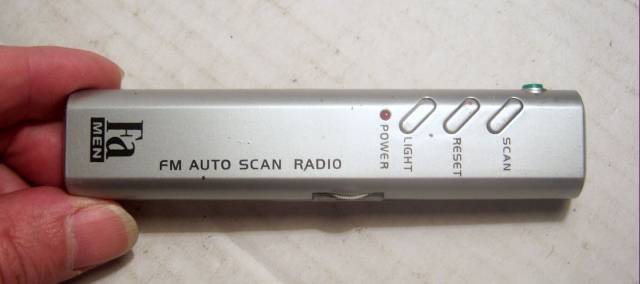 Fa
MEN
FM AUTO SCAN RADIO
POWER
LIGHT
RESET
SCAN